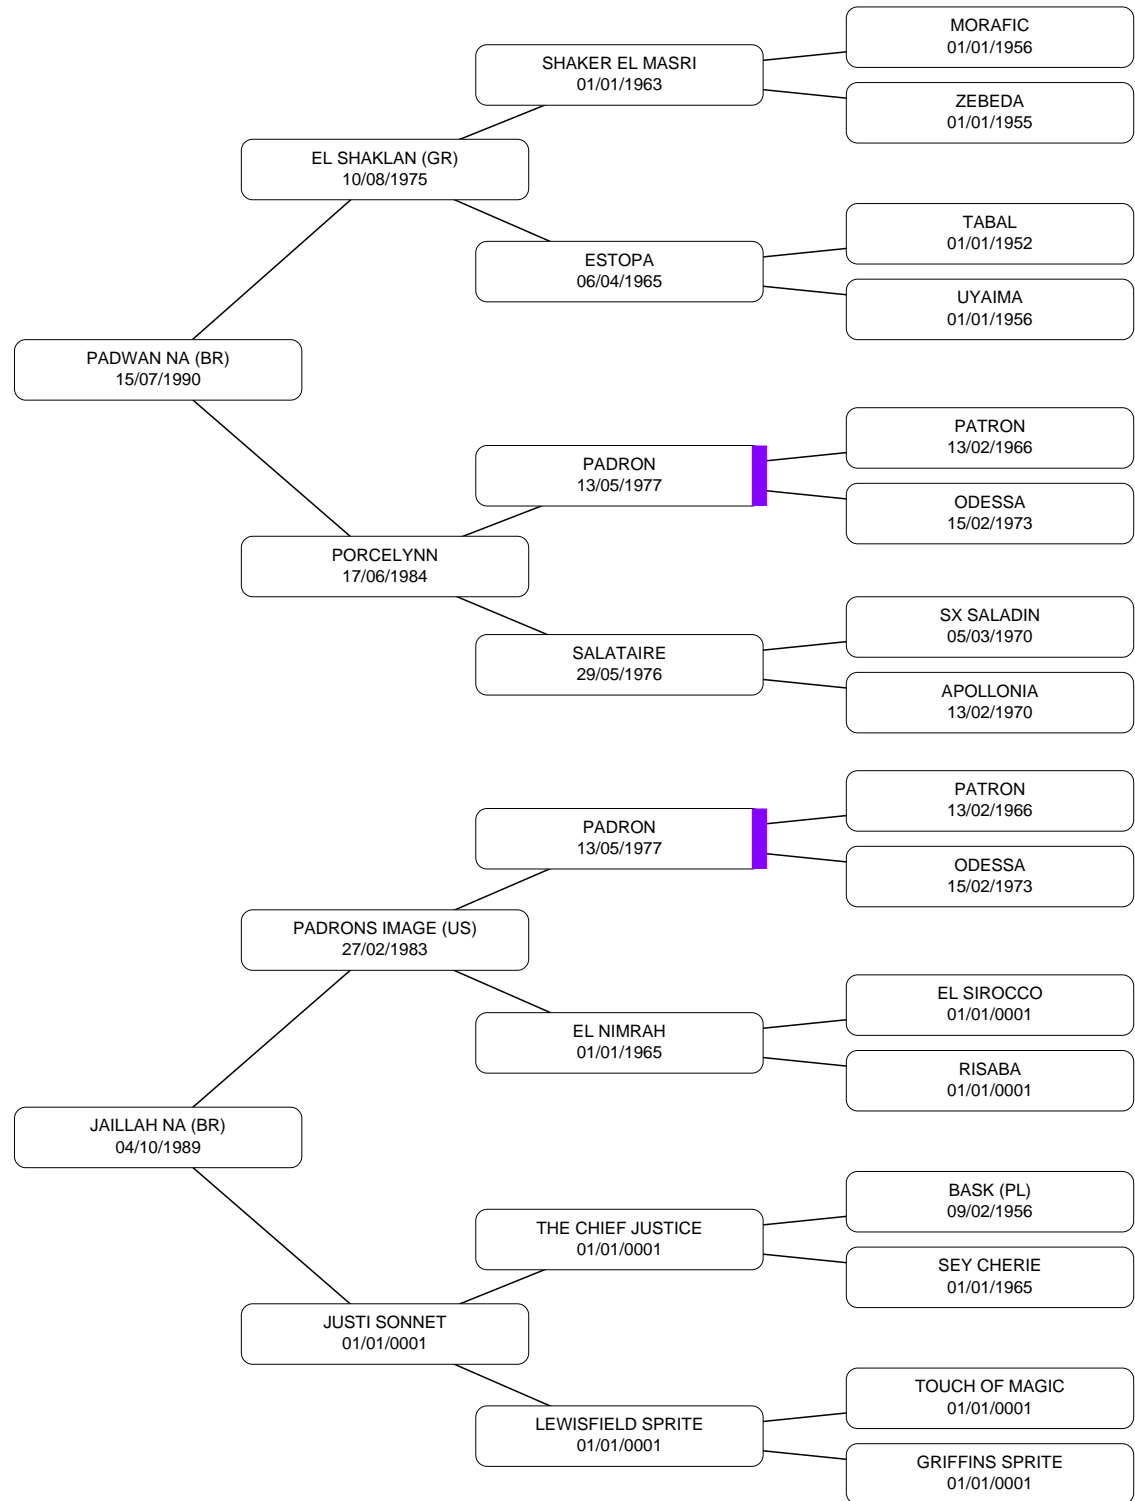 MORAFIC
01/01/1956
SHAKER EL MASRI
01/01/1963
ZEBEDA
01/01/1955
EL SHAKLAN (GR)
10/08/1975
TABAL
01/01/1952
ESTOPA
06/04/1965
UYAIMA
01/01/1956
PADWAN NA (BR)
15/07/1990
PATRON
13/02/1966
PADRON
13/05/1977
ODESSA
15/02/1973
PORCELYNN
17/06/1984
SX SALADIN
05/03/1970
SALATAIRE
29/05/1976
APOLLONIA
13/02/1970
PATRON
13/02/1966
PADRON
13/05/1977
ODESSA
15/02/1973
PADRONS IMAGE (US)
27/02/1983
EL SIROCCO
01/01/0001
EL NIMRAH
01/01/1965
RISABA
01/01/0001
JAILLAH NA (BR)
04/10/1989
BASK (PL)
09/02/1956
THE CHIEF JUSTICE
01/01/0001
SEY CHERIE
01/01/1965
JUSTI SONNET
01/01/0001
TOUCH OF MAGIC
01/01/0001
LEWISFIELD SPRITE
01/01/0001
GRIFFINS SPRITE
01/01/0001